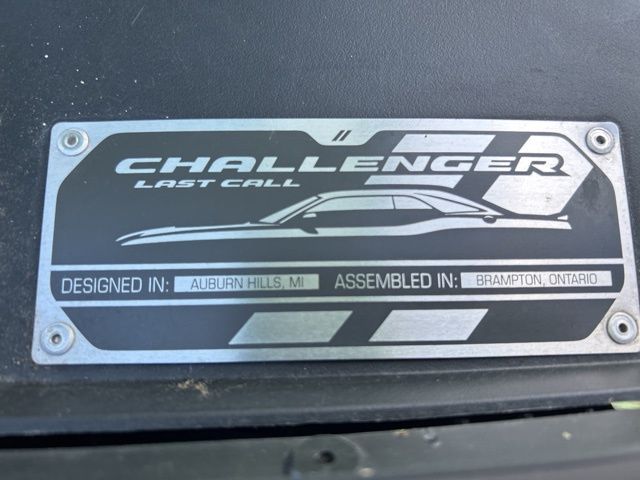 CHALLENGER
LAST CALL
DESIGNED IN: AUBURN HILLS, MI ASSEMBLED IN: BRAMPTON, ONTARIO